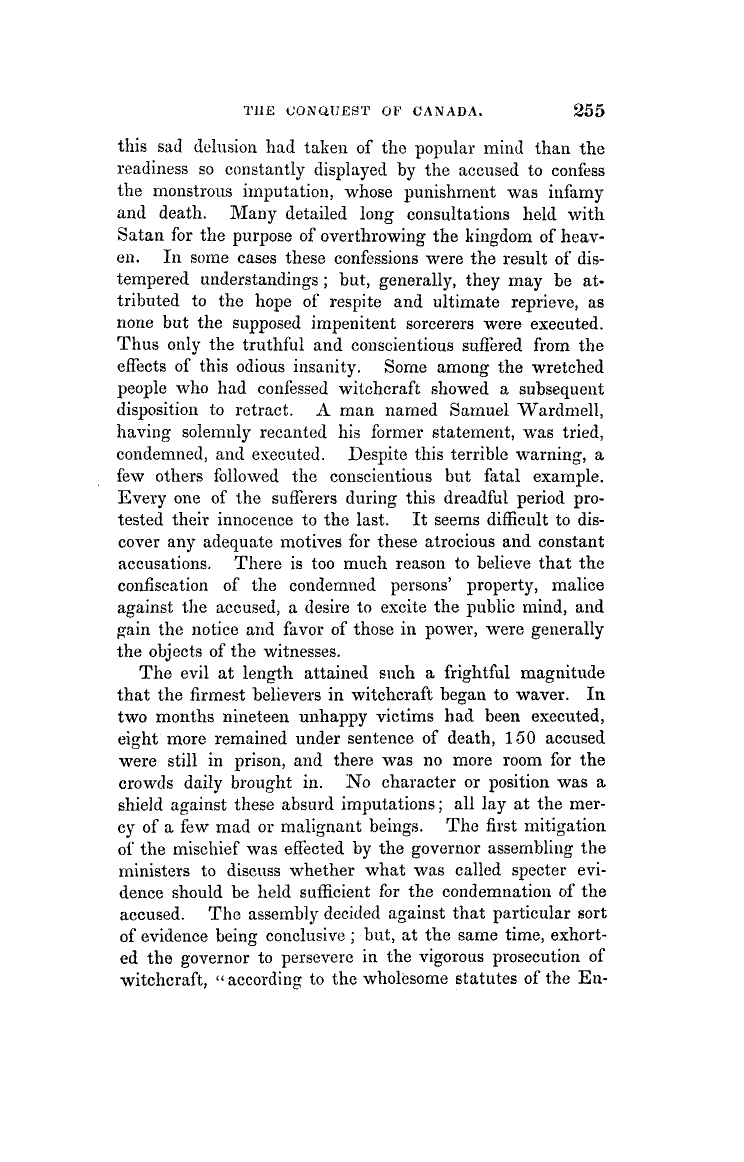 THE CONQUEST OF CANADA. 255
this sad delusion had taken of the popular mind than the
readiness so constantly displayed by the accused to confess
the monstrous imputation, whose punishment was infamy
and death. Many detailed long consultations held with
Satan for the purpose of overthrowing the kingdom of heav-
en. In some cases these confessions were the result of dis-
tempered understandings; but, generally, they may be at-
tributed to the hope of respite and ultimate reprieve, as
none but the supposed impenitent sorcerers were executed.
Thus only the truthful and conscientious suffered from the
effects of this odious insanity. Some among the wretched
people who had confessed witchcraft showed a subsequent
disposition to retract. A man named Samuel Wardmell,
having solemnly recanted his former statement, was tried,
condemned, and executed. Despite this terrible warning, a
few others followed the conscientious but fatal example.
Every one of the sufferers during this dreadful period pro-
tested their innocence to the last. It seems difficult to dis-
cover any adequate motives for these atrocious and constant
accusations. There is too much reason to believe that the
confiscation of the condemned persons' property, malice
against the accused, a desire to excite the public mind, and
gain the notice and favor of those in power, were generally
the objects of the witnesses.
The evil at length attained such a frightful magnitude
that the firmest believers in witchcraft began to waver. In
two months nineteen unhappy victims had been executed,
eight more remained under sentence of death, 150 accused
were still in prison, and there was no more room for the
crowds daily brought in. No character or position was a
shield against these absurd imputations; all lay at the mer-
cy of a few mad or malignant beings. The first mitigation
of the mischief was effected by the governor assembling the
ministers to discuss whether what was called specter evi-
dence should be held sufficient for the condemnation of the
accused. The assembly decided against that particular sort
of evidence being conclusive; but, at the same time, exhort-
ed the governor to persevere in the vigorous prosecution of
witchcraft, "according to the wholesome statutes of the En-